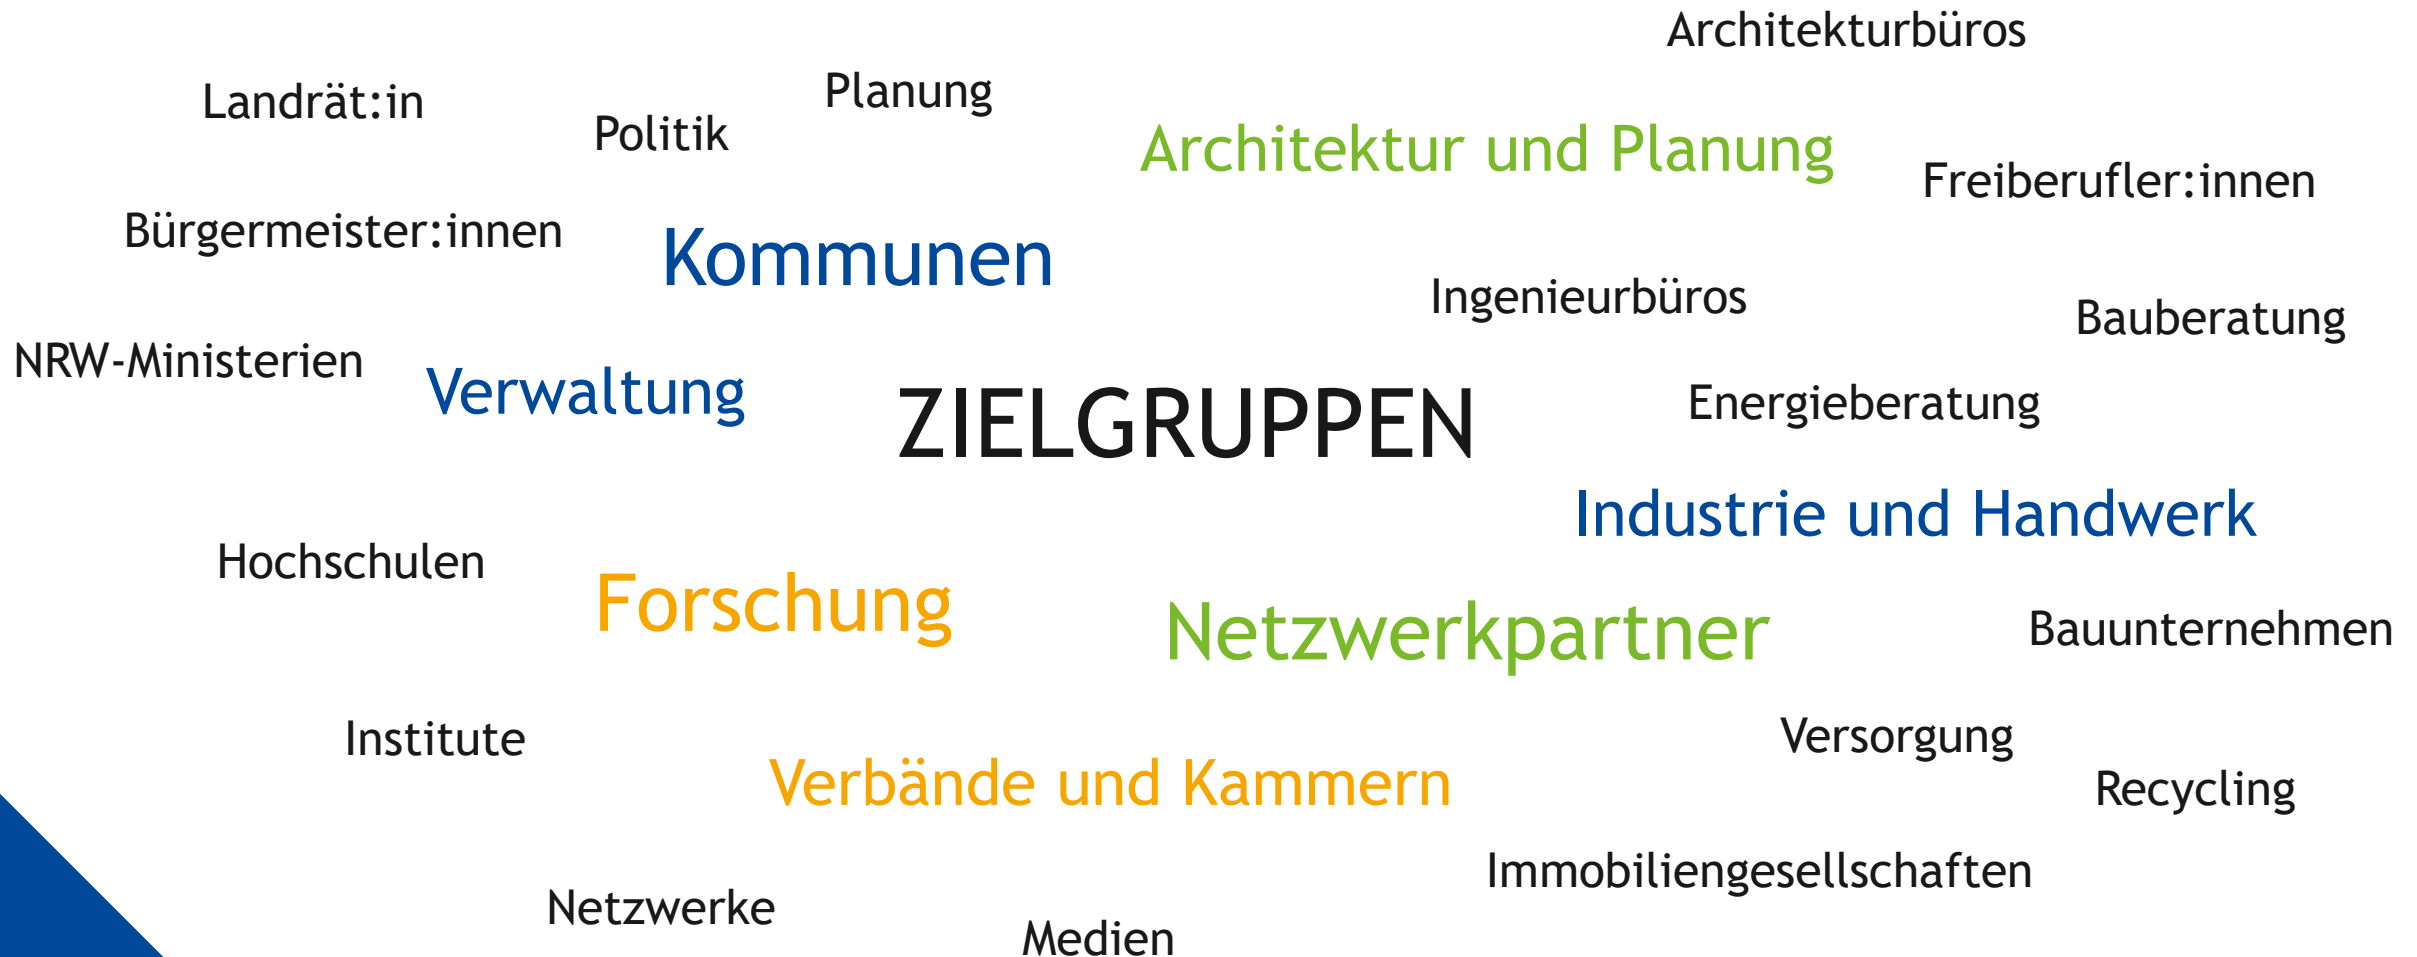 Architekturbüros
Planung
Landrät:in
Politik
Architektur und Planung
Freiberufler:innen
Bürgermeister:innen
Kommunen
Ingenieurbüros
Bauberatung
NRW-Ministerien
Verwaltung
ZIELGRUPPEN
Energieberatung
Industrie und Handwerk
Hochschulen
Forschung
Netzwerkpartner
Bauunternehmen
Institute
Versorgung
Verbände und Kammern
Recycling
Immobiliengesellschaften
Netzwerke
Medien